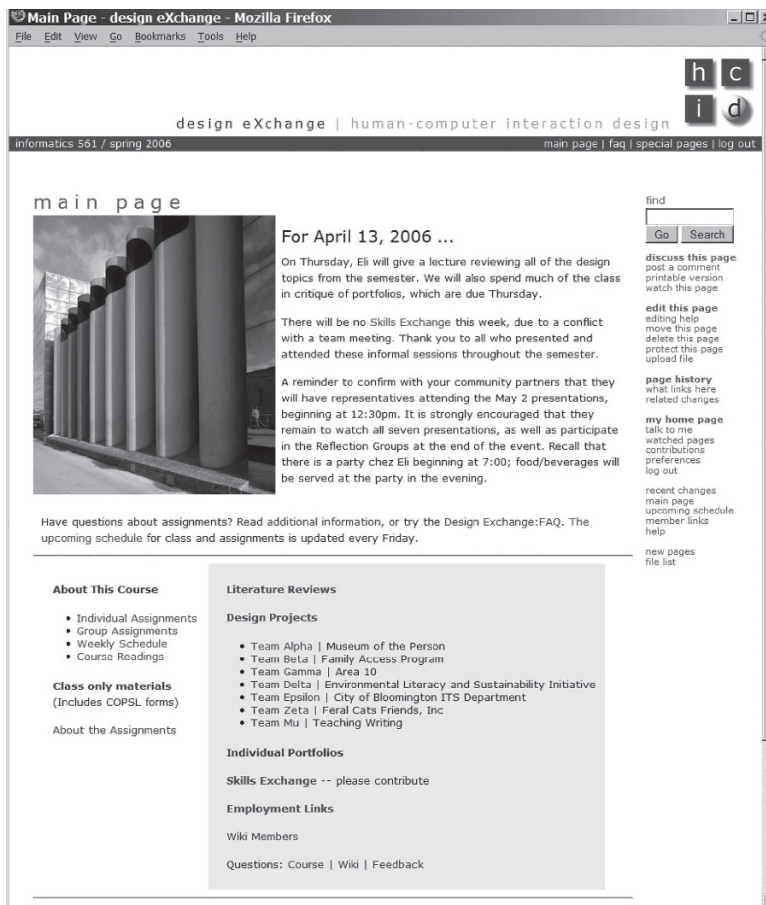 Main Page - design eXchange - Mozilla Firefox
File Edit View Go Bookmarks Tools Help
h c
i d
design eXchange | human-computer interaction design
informatics 561 / spring 2006 main page | faq | special pages | log out
main page
For April 13, 2006 ...
On Thursday, Eli will give a lecture reviewing all of the design
topics from the semester. We will also spend much of the class
in critique of portfolios, which are due Thursday.
There will be no Skills Exchange this week, due to a conflict
with a team meeting. Thank you to all who presented and
attended these informal sessions throughout the semester.
A reminder to confirm with your community partners that they
will have representatives attending the May 2 presentations,
beginning at 12:30pm. It is strongly encouraged that they
remain to watch all seven presentations, as well as participate
in the Reflection Groups at the end of the event. Recall that
there is a party chez Eli beginning at 7:00; food/beverages will
be served at the party in the evening.
Have questions about assignments? Read additional information, or try the Design Exchange:FAQ. The
upcoming schedule for class and assignments is updated every Friday.
About This Course
• Individual Assignments
• Group Assignments
• Weekly Schedule
• Course Readings
Class only materials
(Includes COPSL forms)
About the Assignments
Literature Reviews
Design Projects
• Team Alpha | Museum of the Person
• Team Beta | Family Access Program
• Team Gamma | Area 10
• Team Delta | Environmental Literacy and Sustainability Initiative
• Team Epsilon | City of Bloomington ITS Department
• Team Zeta | Feral Cats Friends, Inc
• Team Mu | Teaching Writing
Individual Portfolios
Skills Exchange -- please contribute
Employment Links
Wiki Members
Questions: Course | Wiki | Feedback
find
Go Search
discuss this page
post a comment
printable version
watch this page
edit this page
editing help
move this page
delete this page
protect this page
upload file
page history
what links here
related changes
my home page
talk to me
watched pages
contributions
preferences
log out
recent changes
main page
upcoming schedule
member links
help
new pages
file list